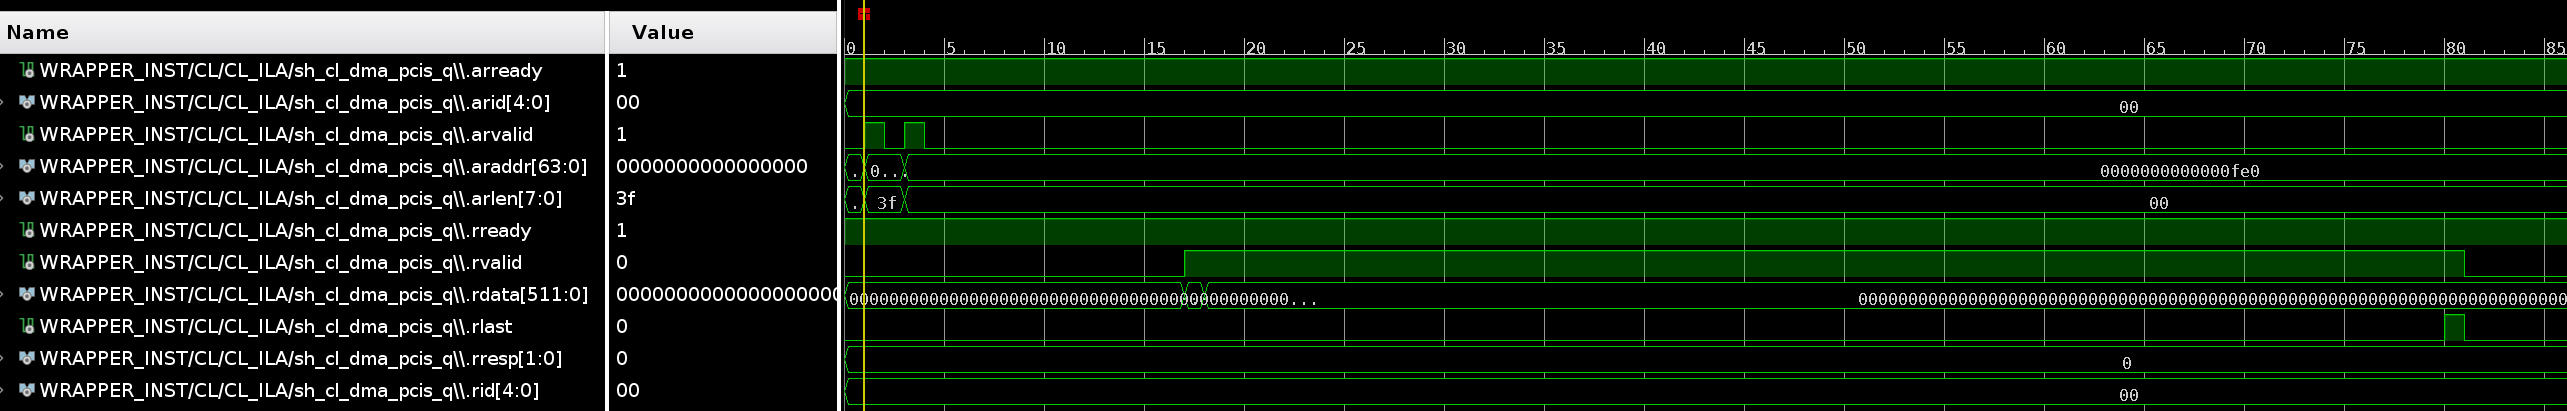 Name Value 0 5 10 15 20 25 30 35 40 45 50 55 60 65 70 75 80 85
WRAPPER_INST/CL/CL_ILA/sh_cl_dma_pcis_q\\.arready 1
WRAPPER_INST/CL/CL_ILA/sh_cl_dma_pcis_q\\.arid[4:0] 00 00
WRAPPER_INST/CL/CL_ILA/sh_cl_dma_pcis_q\\.arvalid 1
WRAPPER_INST/CL/CL_ILA/sh_cl_dma_pcis_q\\.araddr[63:0] 0000000000000000 . 0... 0000000000000fe0
WRAPPER_INST/CL/CL_ILA/sh_cl_dma_pcis_q\\.arlen[7:0] 3f . 3f 00
WRAPPER_INST/CL/CL_ILA/sh_cl_dma_pcis_q\\.rready 1
WRAPPER_INST/CL/CL_ILA/sh_cl_dma_pcis_q\\.rvalid 0
WRAPPER_INST/CL/CL_ILA/sh_cl_dma_pcis_q\\.rdata[511:0]
WRAPPER_INST/CL/CL_ILA/sh_cl_dma_pcis_q\\.rlast 0
WRAPPER_INST/CL/CL_ILA/sh_cl_dma_pcis_q\\.rresp[1:0] 0 0
WRAPPER_INST/CL/CL_ILA/sh_cl_dma_pcis_q\\.rid[4:0] 00 00